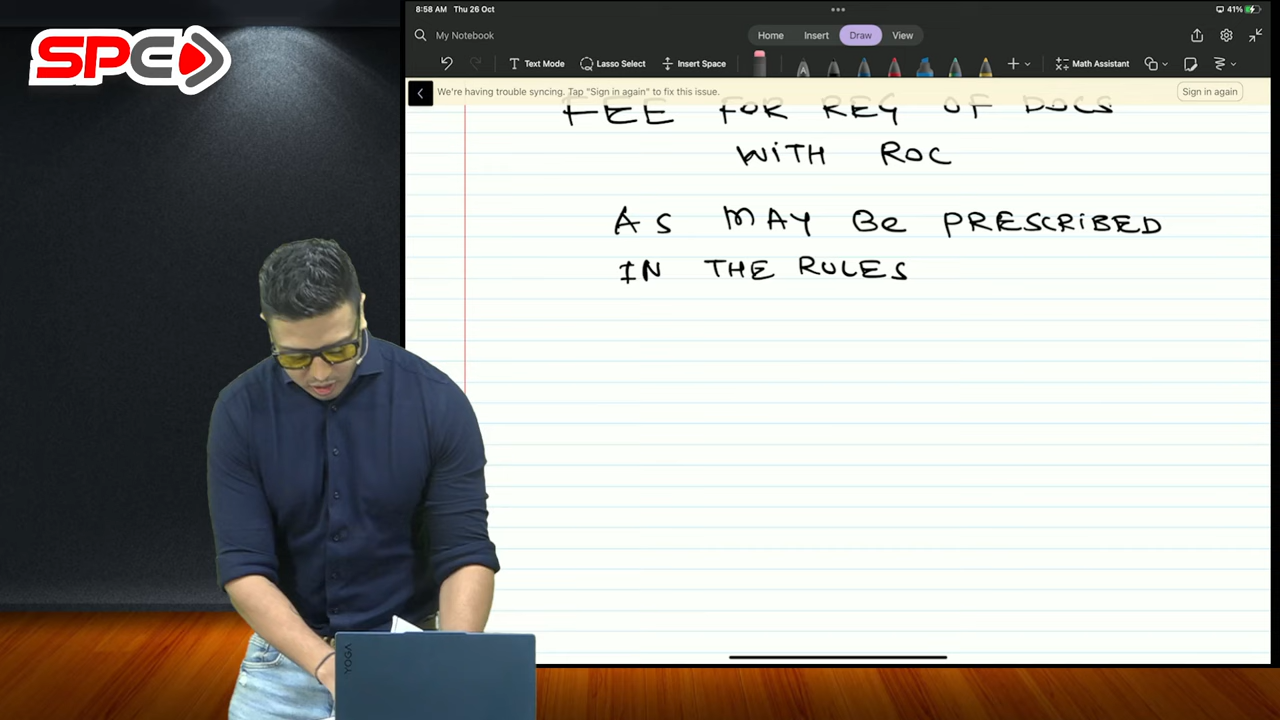 SPE
8:58 AM Thu 26 Oct
41%
My Notebook
Home Insert Draw View
Text Mode Lasso Select Insert Space Math Assistant
We're having trouble syncing. Tap "Sign in again" to fix this issue. Sign in again
FEE FOR REG OF DOCS
WITH ROC
AS MAY BE PRESCRIBED
IN THE RULES
YOGA